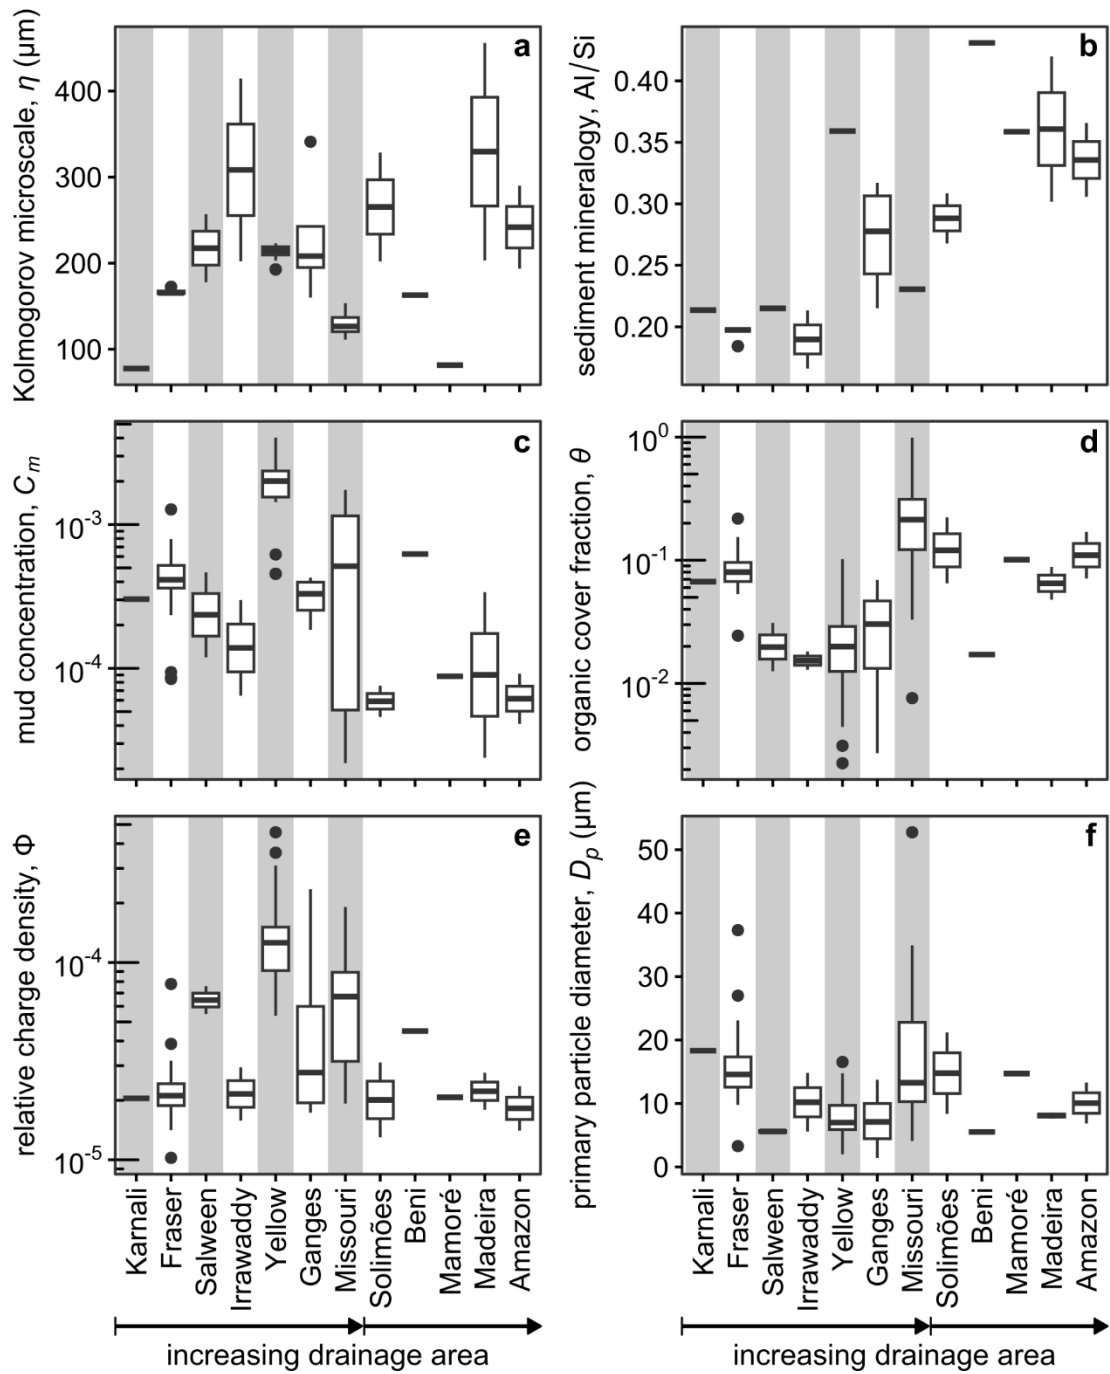 a
Kolmogorov microscale, η (μm)
400
300
200
100
b
sediment mineralogy, Al/Si
0.40
0.35
0.30
0.25
0.20
c
mud concentration, Cₘ
10⁻³
10⁻⁴
d
organic cover fraction, θ
10⁰
10⁻¹
10⁻²
e
relative charge density, Φ
10⁻⁴
10⁻⁵
Karnali
Fraser
Salween
Irrawaddy
Yellow
Ganges
Missouri
Solimões
Beni
Mamoré
Madeira
Amazon
increasing drainage area
f
primary particle diameter, Dₚ (μm)
50
40
30
20
10
0
Karnali
Fraser
Salween
Irrawaddy
Yellow
Ganges
Missouri
Solimões
Beni
Mamoré
Madeira
Amazon
increasing drainage area